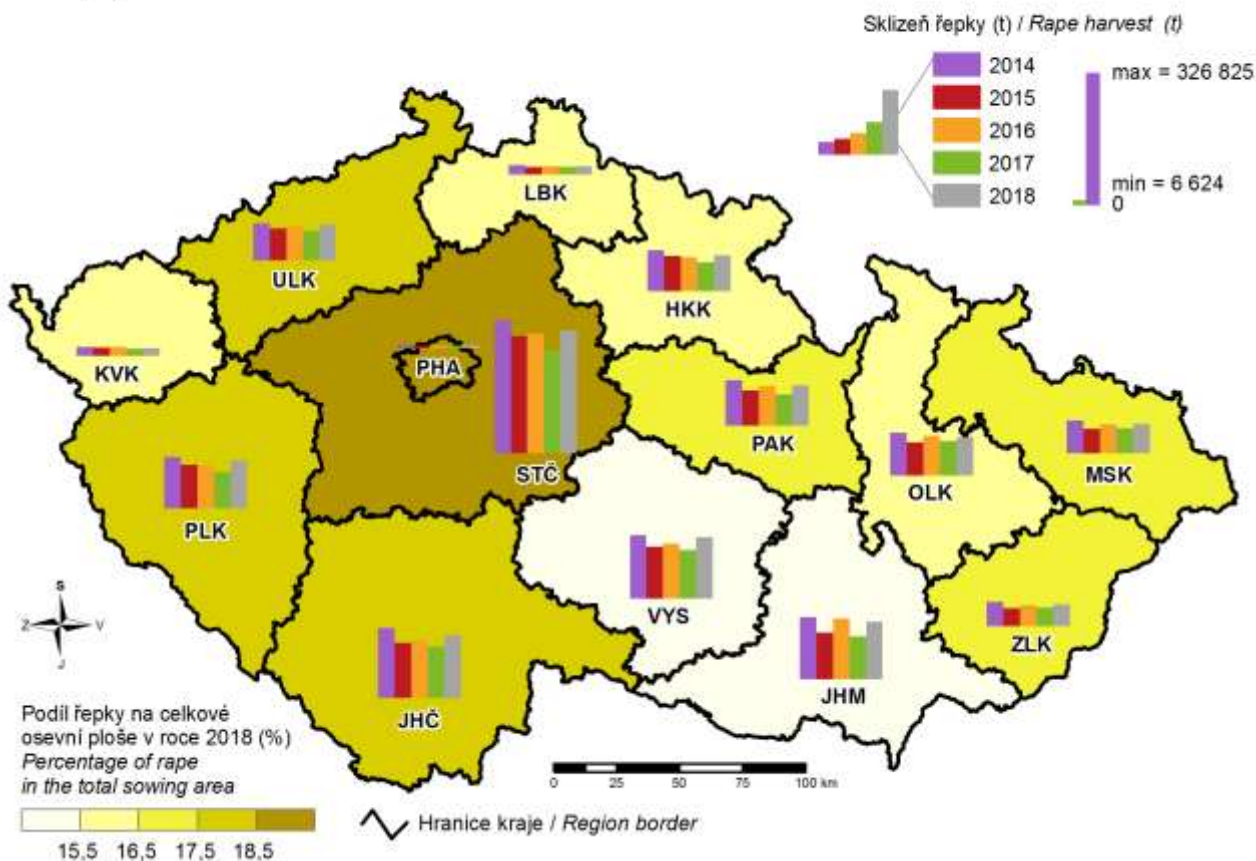 Sklizeň řepky (t) / Rape harvest (t)
2014
2015
2016
2017
2018
max = 326 825
min = 6 624
0
LBK
ULK
HKK
KVK
PHA
STČ
PAK
OLK
MSK
PLK
VYS
ZLK
JHM
JHČ
S
Z
V
J
Podíl řepky na celkové
osevní ploše v roce 2018 (%)
Percentage of rape
in the total sowing area
15,5 16,5 17,5 18,5
Hranice kraje / Region border
0 25 50 75 100 km